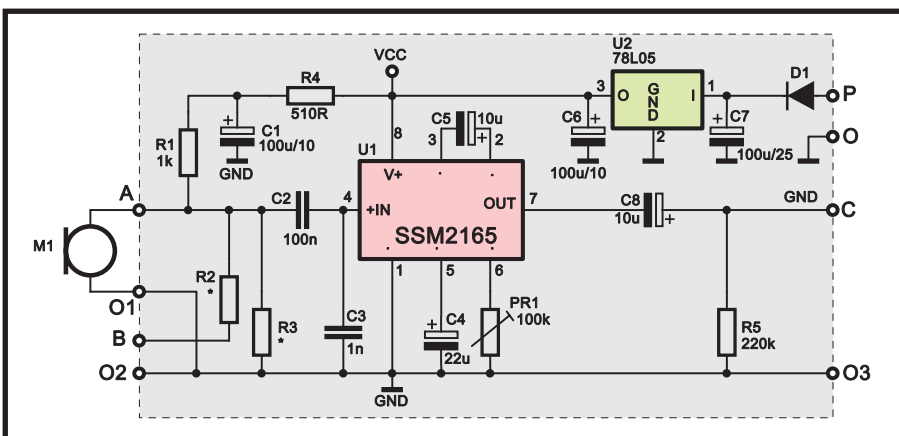 U2
78L05
VCC
D1
R4
510R
3
O
GND
I
1
P
C5
10u
+
3
2
C6
+
100u/10
2
C7
+
100u/25
O
R1
1k
+
C1
100u/10
GND
8
U1
V+
A
C2
100n
4
+IN
OUT
7
SSM2165
C8
10u
+
GND
C
M1
R2
*
O1
1
5
6
B
R3
*
C3
1n
+
C4
22u
PR1
100k
R5
220k
O2
GND
O3